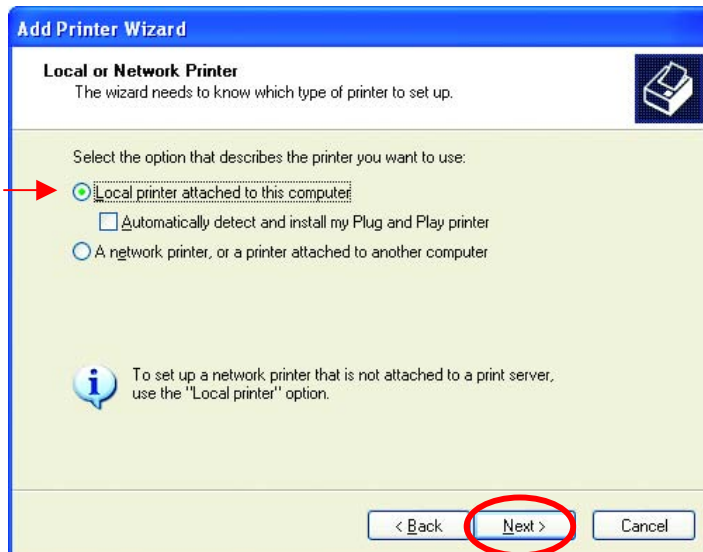 Add Printer Wizard
Local or Network Printer
The wizard needs to know which type of printer to set up.
Select the option that describes the printer you want to use:
Local printer attached to this computer
Automatically detect and install my Plug and Play printer
A network printer, or a printer attached to another computer
To set up a network printer that is not attached to a print server,
use the "Local printer" option.
< Back Next > Cancel